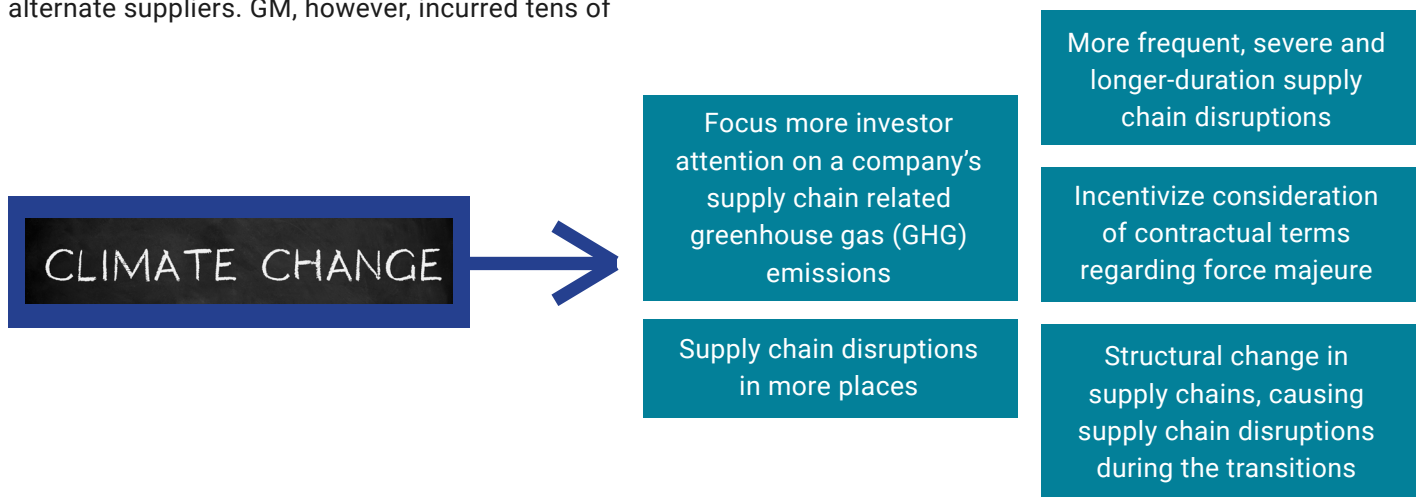 alternate suppliers. GM, however, incurred tens of
CLIMATE CHANGE
Focus more investor
attention on a company’s
supply chain related
greenhouse gas (GHG)
emissions
Supply chain disruptions
in more places
More frequent, severe and
longer-duration supply
chain disruptions
Incentivize consideration
of contractual terms
regarding force majeure
Structural change in
supply chains, causing
supply chain disruptions
during the transitions